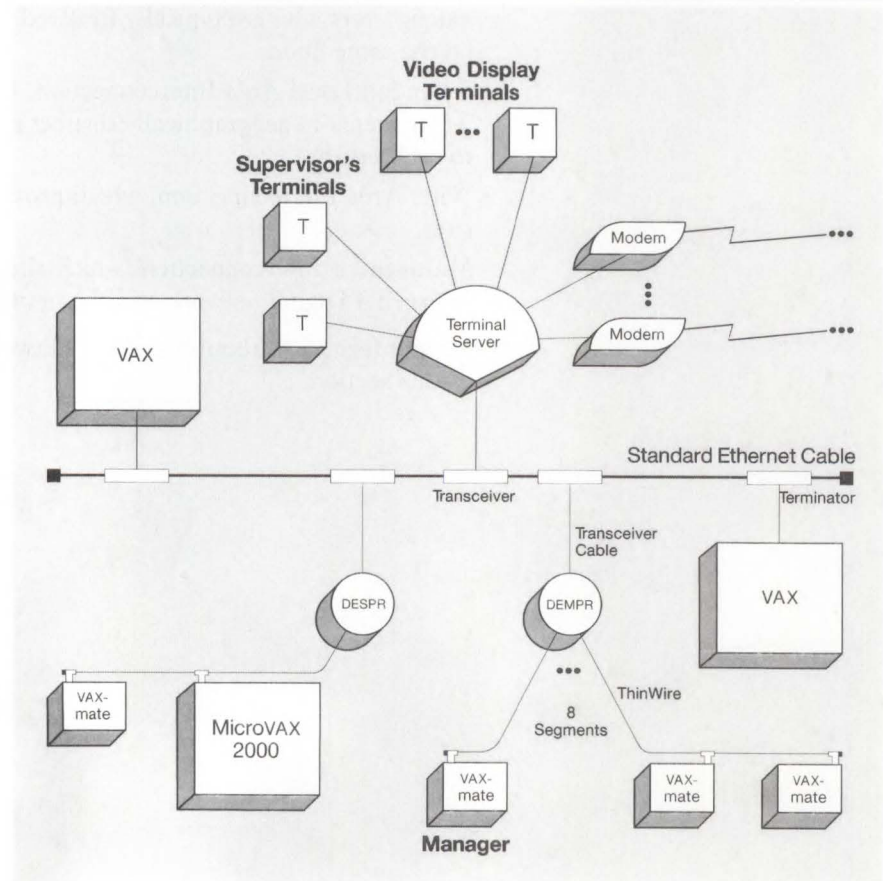 Video Display
Terminals
T ••• T
Supervisor's
Terminals
T
Modem
•••
T
Terminal
Server
Modem
•••
VAX
Standard Ethernet Cable
Transceiver
Terminator
Transceiver
Cable
DESPR
DEMPR
VAX
•••
ThinWire
8
Segments
VAX-
mate
MicroVAX
2000
VAX-
mate
VAX-
mate
VAX-
mate
Manager